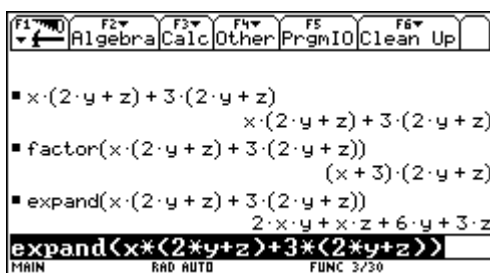 F1 F2 F3 F4 F5 F6
Algebra Calc Other PrgmIO Clean Up
x·(2·y + z) + 3·(2·y + z)
x·(2·y + z) + 3·(2·y + z)
factor(x·(2·y + z) + 3·(2·y + z))
(x + 3)·(2·y + z)
expand(x·(2·y + z) + 3·(2·y + z))
2·x·y + x·z + 6·y + 3·z
expand(x*(2*y+z)+3*(2*y+z))
MAIN RAD AUTO FUNC 3/30